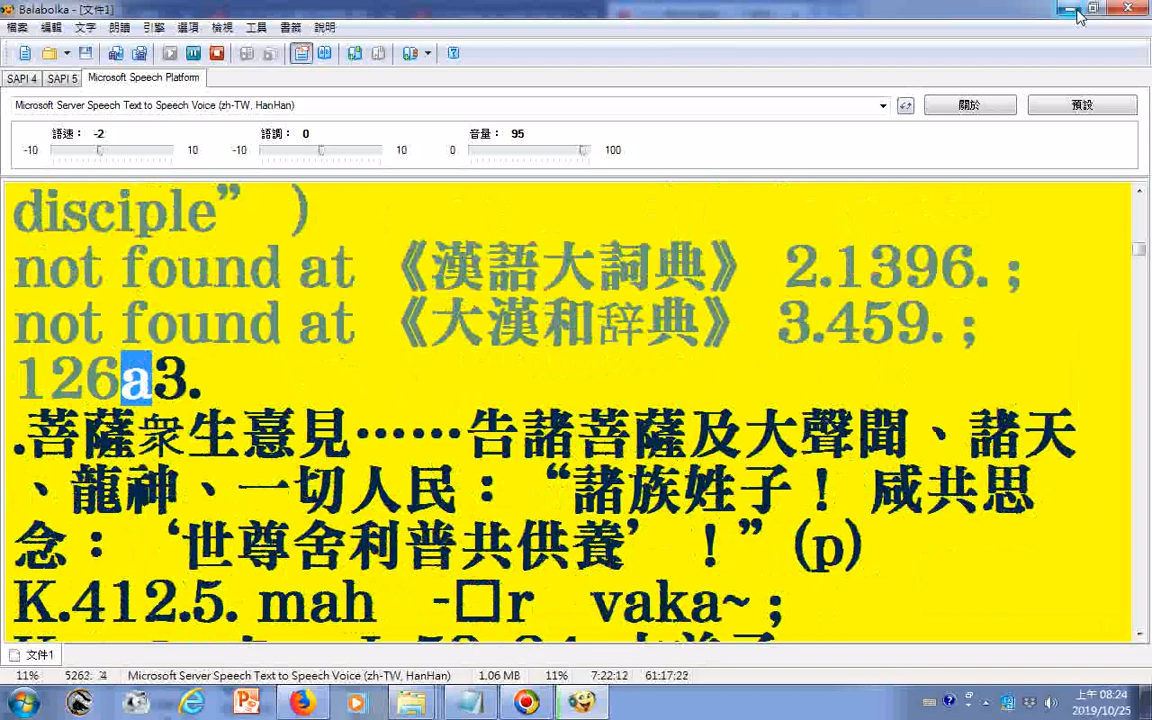 Balabolka - [文件1]
檔案 編輯 文字 朗讀 引擎 選項 檢視 工具 書籤 說明
SAPI 4 SAPI 5 Microsoft Speech Platform
Microsoft Server Speech Text to Speech Voice (zh-TW, HanHan) 關於 預設
語速： -2 語調： 0 音量： 95
-10 10 -10 10 0 100
disciple” ）
not found at 《漢語大詞典》 2.1396.；
not found at 《大漢和辞典》 3.459.；
126a3.
.菩薩衆生憙見……告諸菩薩及大聲聞、諸天
、龍神、一切人民：“諸族姓子！ 咸共思
念：‘世尊舍利普共供養’！”(p)
K.412.5. mah -□r vaka~；
文件1
11% Microsoft Server Speech Text to Speech Voice (zh-TW, HanHan) 1.06 MB 11% 7:22:12 61:17:22
上午 08:24
2019/10/25